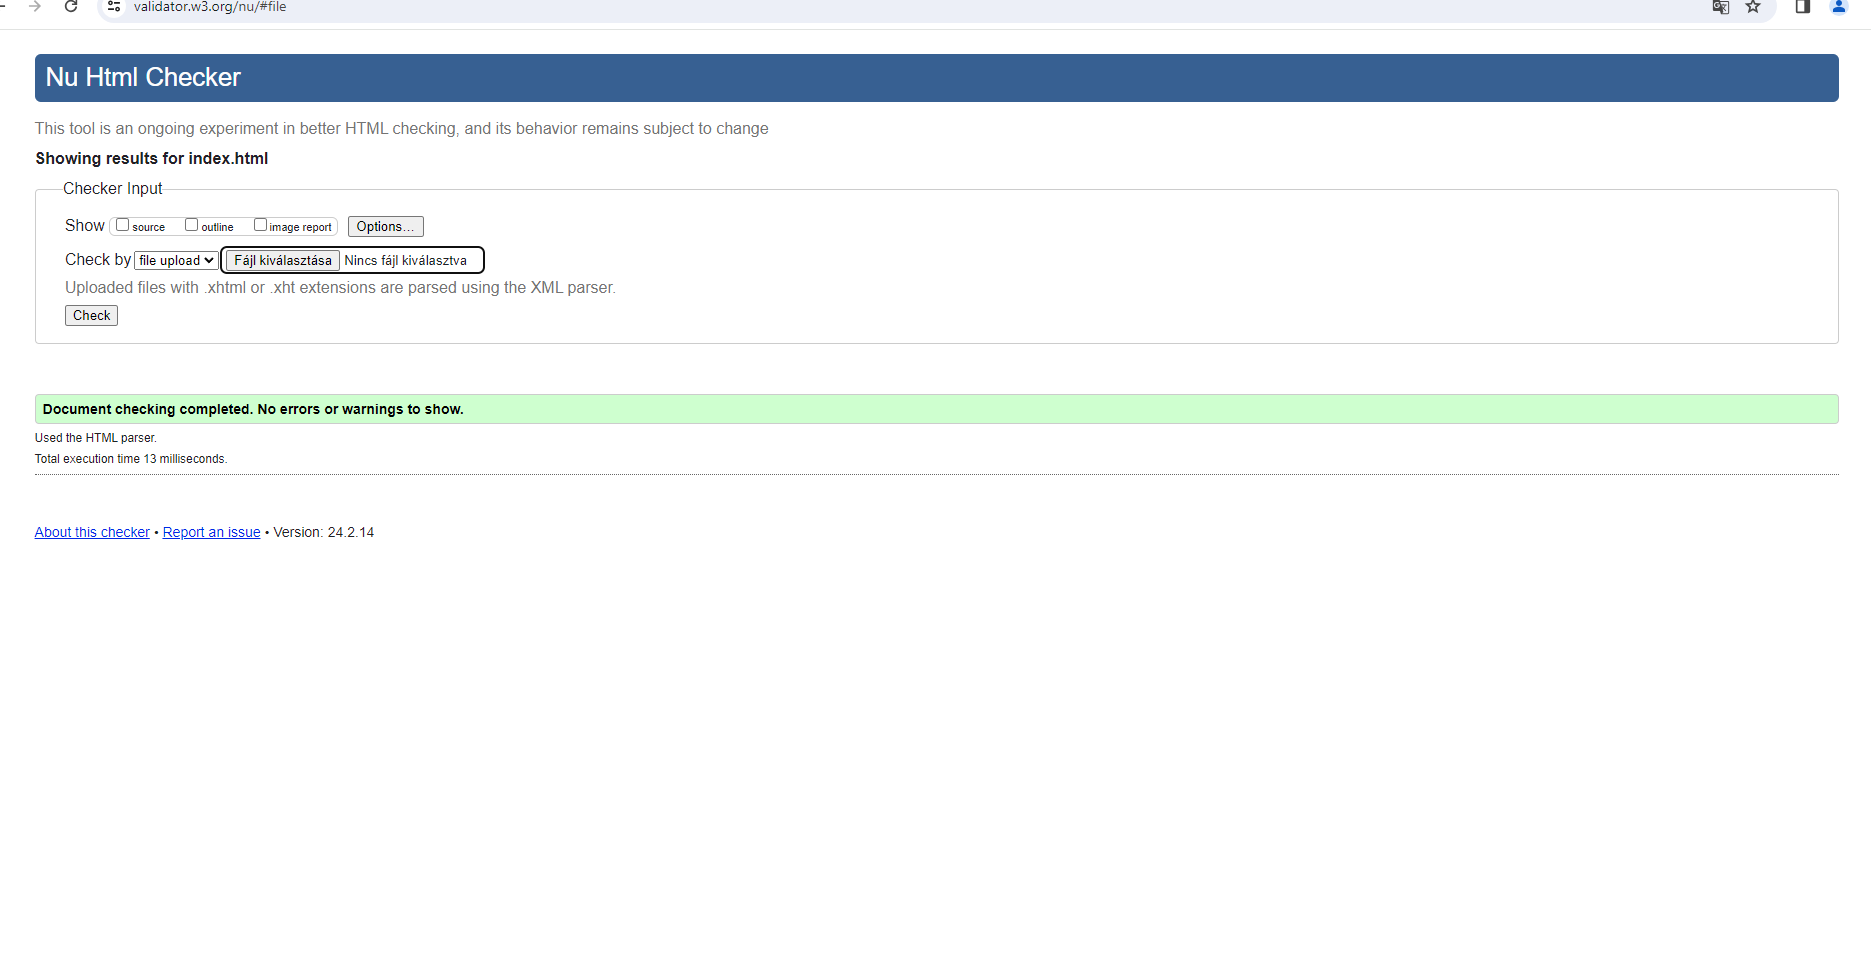 validator.w3.org/nu/#file
Nu Html Checker
This tool is an ongoing experiment in better HTML checking, and its behavior remains subject to change
Showing results for index.html
Checker Input
Show source outline image report Options...
Check by file upload Fájl kiválasztása Nincs fájl kiválasztva
Uploaded files with .xhtml or .xht extensions are parsed using the XML parser.
Check
Document checking completed. No errors or warnings to show.
Used the HTML parser.
Total execution time 13 milliseconds.
About this checker • Report an issue • Version: 24.2.14